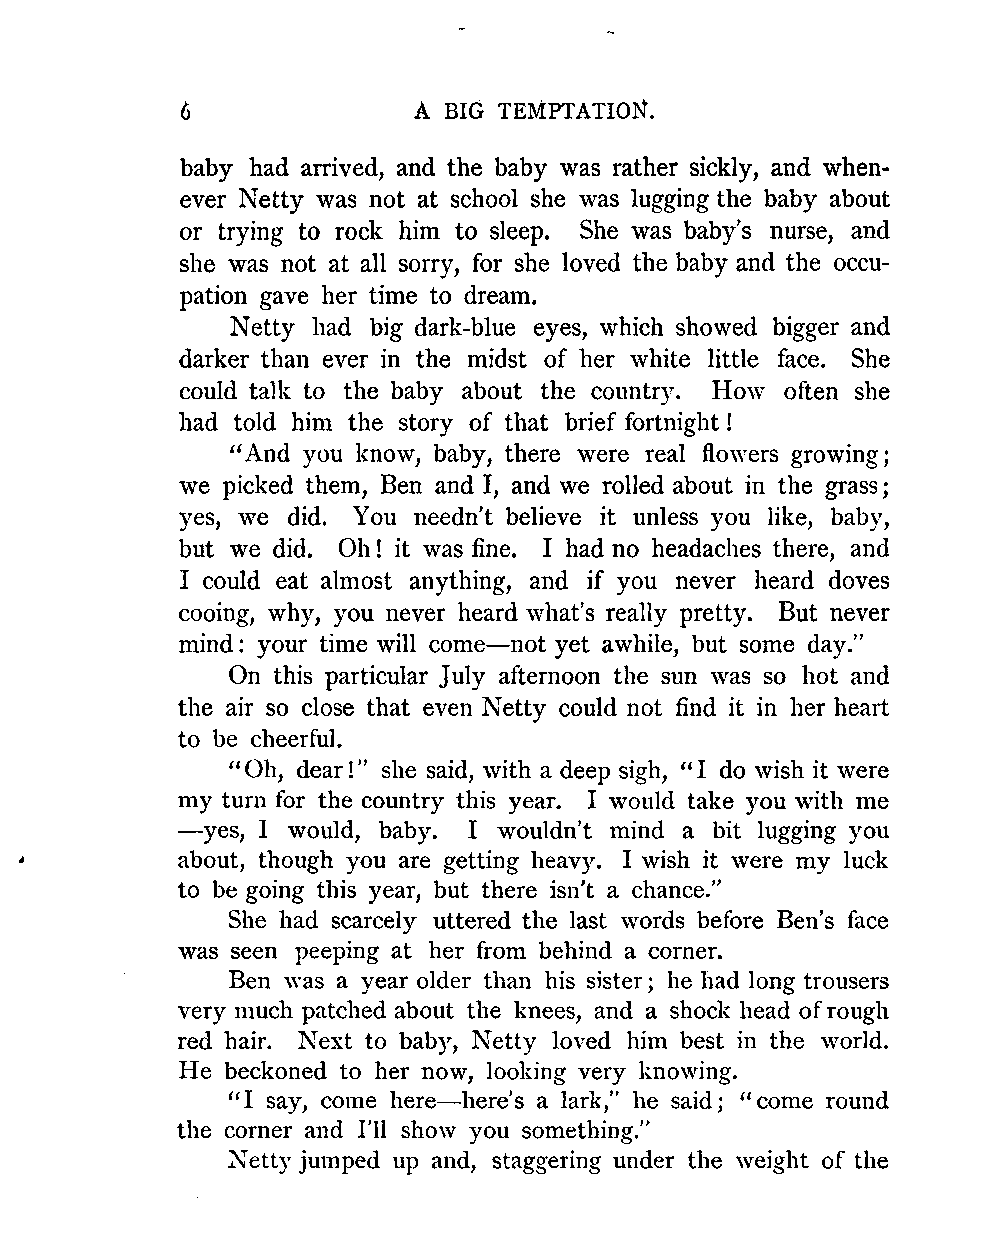 6 A BIG TEMPTATION.
baby had arrived, and the baby was rather sickly, and when-
ever Netty was not at school she was lugging the baby about
or trying to rock him to sleep. She was baby's nurse, and
she was not at all sorry, for she loved the baby and the occu-
pation gave her time to dream.
Netty had big dark-blue eyes, which showed bigger and
darker than ever in the midst of her white little face. She
could talk to the baby about the country. How often she
had told him the story of that brief fortnight!
"And you know, baby, there were real flowers growing;
we picked them, Ben and I, and we rolled about in the grass;
yes, we did. You needn't believe it unless you like, baby,
but we did. Oh! it was fine. I had no headaches there, and
I could eat almost anything, and if you never heard doves
cooing, why, you never heard what's really pretty. But never
mind: your time will come—not yet awhile, but some day."
On this particular July afternoon the sun was so hot and
the air so close that even Netty could not find it in her heart
to be cheerful.
"Oh, dear!" she said, with a deep sigh, "I do wish it were
my turn for the country this year. I would take you with me
—yes, I would, baby. I wouldn't mind a bit lugging you
about, though you are getting heavy. I wish it were my luck
to be going this year, but there isn't a chance."
She had scarcely uttered the last words before Ben's face
was seen peeping at her from behind a corner.
Ben was a year older than his sister; he had long trousers
very much patched about the knees, and a shock head of rough
red hair. Next to baby, Netty loved him best in the world.
He beckoned to her now, looking very knowing.
"I say, come here—here's a lark," he said; "come round
the corner and I'll show you something."
Netty jumped up and, staggering under the weight of the